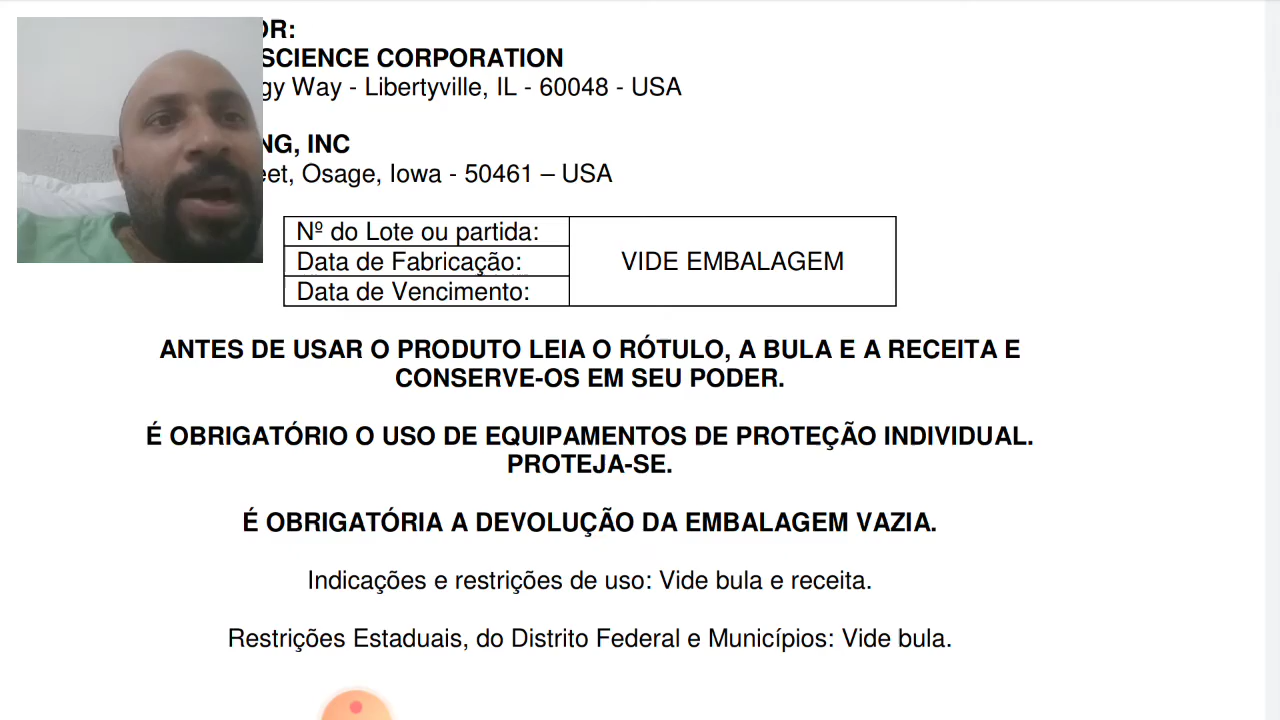 OR:
SCIENCE CORPORATION
gy Way - Libertyville, IL - 60048 - USA
NG, INC
eet, Osage, Iowa - 50461 – USA
Nº do Lote ou partida:
Data de Fabricação:
VIDE EMBALAGEM
Data de Vencimento:
ANTES DE USAR O PRODUTO LEIA O RÓTULO, A BULA E A RECEITA E
CONSERVE-OS EM SEU PODER.
É OBRIGATÓRIO O USO DE EQUIPAMENTOS DE PROTEÇÃO INDIVIDUAL.
PROTEJA-SE.
É OBRIGATÓRIA A DEVOLUÇÃO DA EMBALAGEM VAZIA.
Indicações e restrições de uso: Vide bula e receita.
Restrições Estaduais, do Distrito Federal e Municípios: Vide bula.